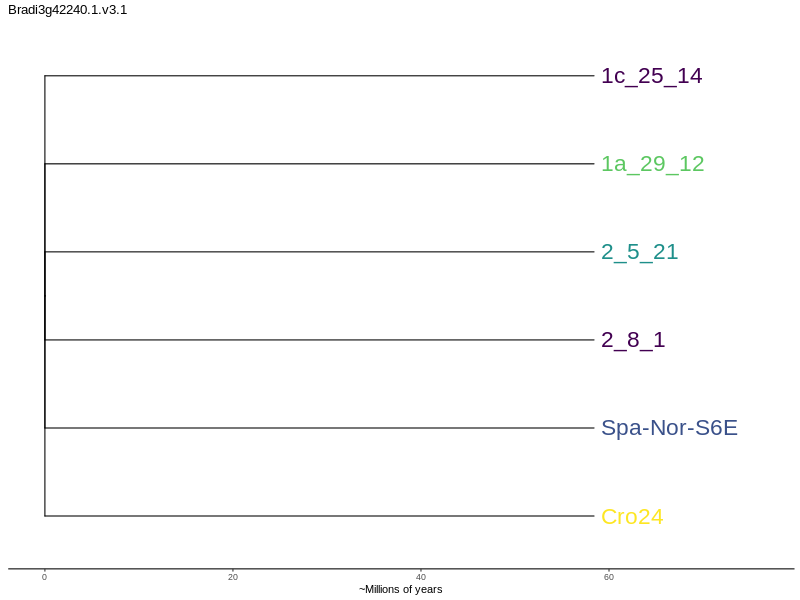 Bradi3g42240.1.v3.1
1c_25_14
1a_29_12
2_5_21
2_8_1
Spa-Nor-S6E
Cro24
0 20 40 60
~Millions of years